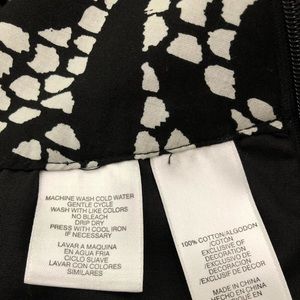 MACHINE WASH COLD WATER
GENTLE CYCLE
WASH WITH LIKE COLORS
NO BLEACH
DRIP DRY
PRESS WITH COOL IRON
IF NECESSARY
LAVAR A MAQUINA
EN AGUA FRIA
CICLO SUAVE
LAVAR CON COLORES
SIMILARES
100% COTTON/ALGODON
/COTON
EXCLUSIVE OF
DECORATION
/EXCLUSIVO DE
DECORACION
/EXCLUSIF DE
DECORATION
MADE IN CHINA
HECHO EN CHINA